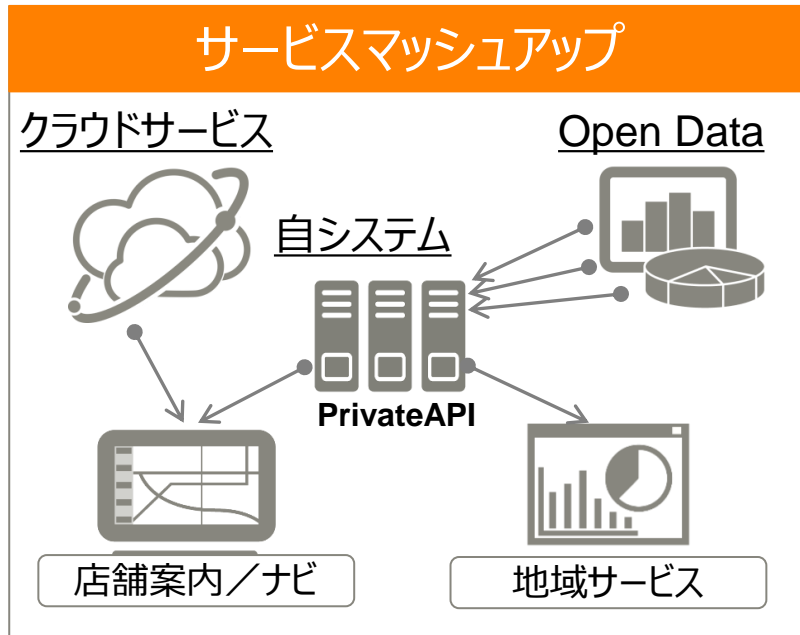 サービスマッシュアップ
クラウドサービス
Open Data
自システム
PrivateAPI
店舗案内／ナビ
地域サービス